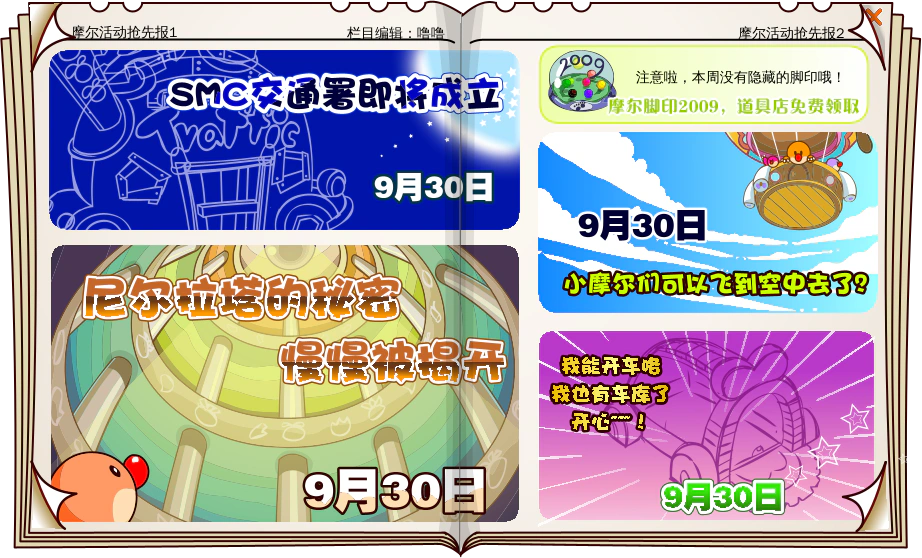 摩尔活动抢先报1
栏目编辑：噜噜
SMC交通署即将成立
Traffic
9月30日
尼尔拉塔的秘密
慢慢被揭开
9月30日
摩尔活动抢先报2
2009
注意啦，本周没有隐藏的脚印哦！
摩尔脚印2009，道具店免费领取
9月30日
小摩尔们可以飞到空中去了？
我能开车咯
我也有车库了
开心~~！
9月30日